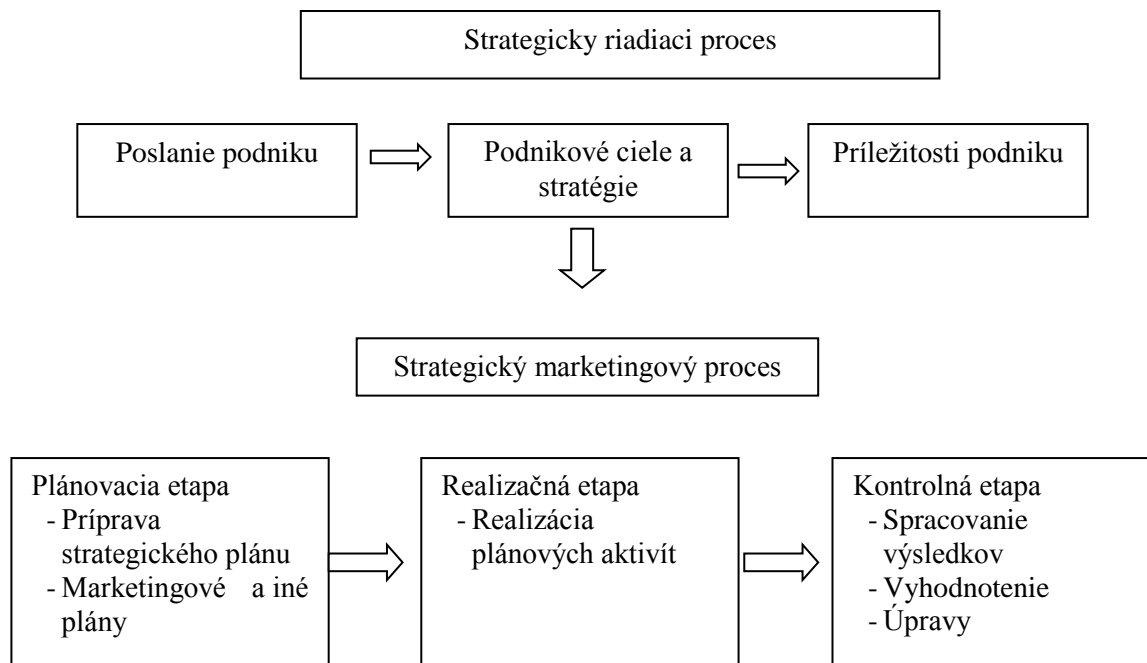 Strategicky riadiaci proces
Poslanie podniku
Podnikové ciele a
stratégie
Príležitosti podniku
Strategický marketingový proces
Plánovacia etapa
- Príprava
strategického plánu
- Marketingové a iné
plány
Realizačná etapa
- Realizácia
plánových aktivít
Kontrolná etapa
- Spracovanie
výsledkov
- Vyhodnotenie
- Úpravy